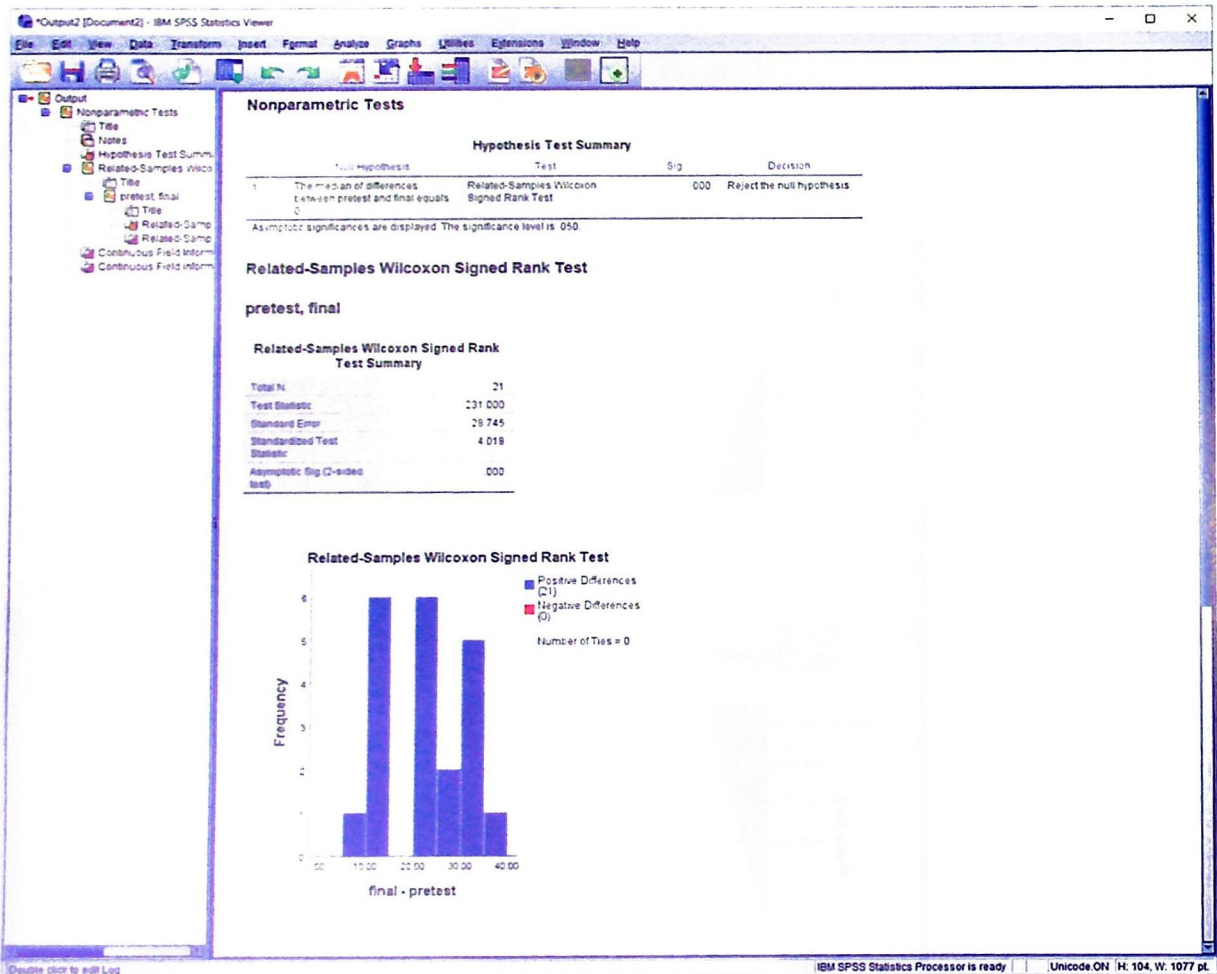 *Output2 [Document2] - IBM SPSS Statistics Viewer
File Edit View Data Transform Insert Format Analyze Graphs Utilities Extensions Window Help
Output
Nonparametric Tests
Title
Notes
Hypothesis Test Summ
Related-Samples Wilco
Title
pretest, final
Title
Related-Samp
Related-Samp
Continuous Field Inform
Continuous Field Inform
Nonparametric Tests
Hypothesis Test Summary
Null Hypothesis Test Sig. Decision
1 The median of differences between pretest and final equals 0. Related-Samples Wilcoxon Signed Rank Test .000 Reject the null hypothesis.
Asymptotic significances are displayed. The significance level is .050.
Related-Samples Wilcoxon Signed Rank Test
pretest, final
Related-Samples Wilcoxon Signed Rank
Test Summary
Total N 21
Test Statistic 231.000
Standard Error 28.745
Standardized Test Statistic 4.018
Asymptotic Sig.(2-sided test) .000
Related-Samples Wilcoxon Signed Rank Test
Positive Differences
(21)
Negative Differences
(0)
Number of Ties = 0
6
5
4
3
2
1
0
Frequency
.00 10.00 20.00 30.00 40.00
final - pretest
Double click to edit Log
IBM SPSS Statistics Processor is ready Unicode:ON H: 104, W: 1077 pt.